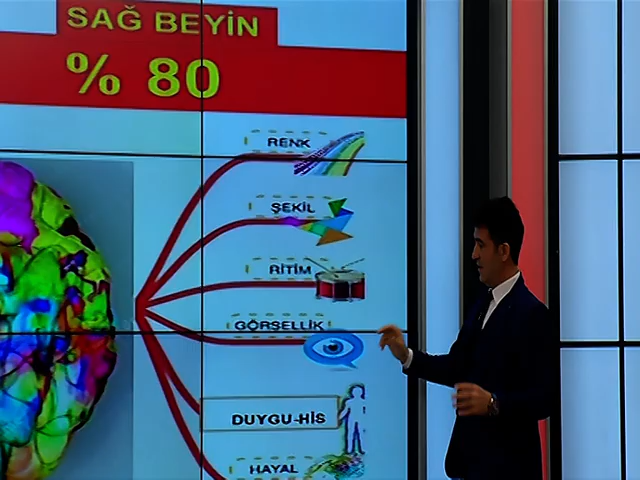 SAĞ BEYİN
% 80
RENK
ŞEKİL
RİTİM
GÖRSELLİK
DUYGU-HİS
HAYAL